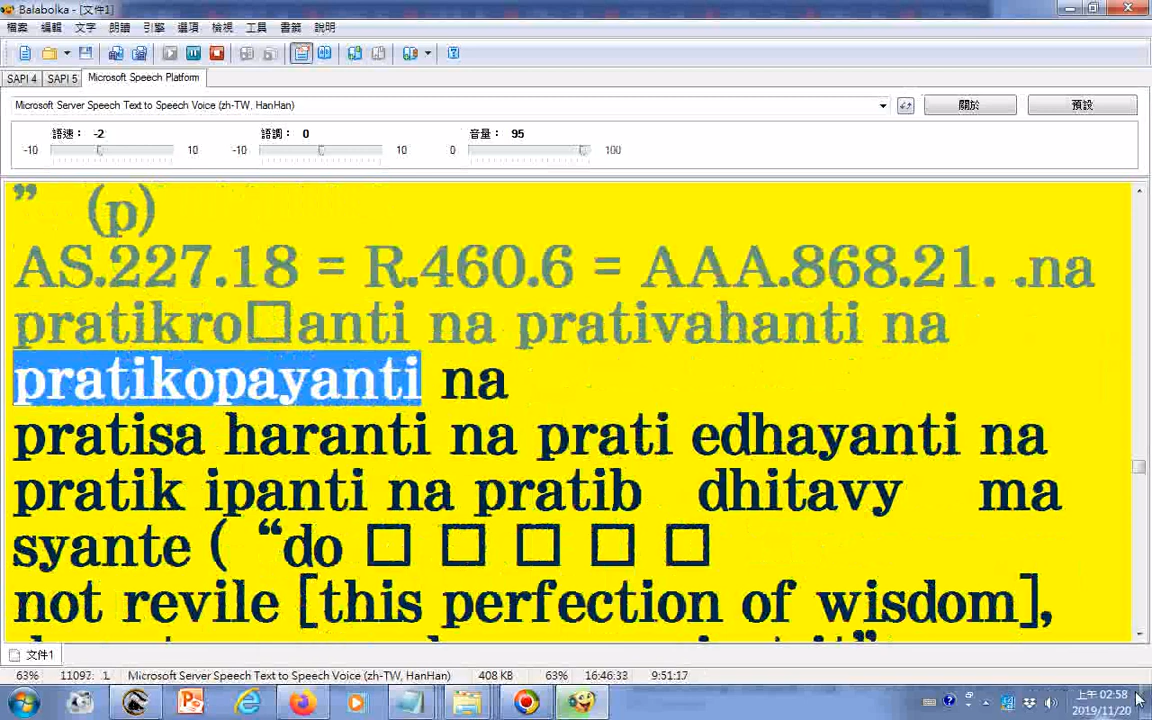 Balabolka - [文件1]
檔案 編輯 文字 朗讀 引擎 選項 檢視 工具 書籤 說明
SAPI 4 SAPI 5 Microsoft Speech Platform
Microsoft Server Speech Text to Speech Voice (zh-TW, HanHan) 關於 預設
語速： -2 語調： 0 音量： 95
-10 10 -10 10 0 100
” (p)
AS.227.18 = R.460.6 = AAA.868.21. .na
pratikro□anti na prativahanti na
pratikopayanti na
pratisa haranti na prati edhayanti na
pratik ipanti na pratib dhitavy ma
syante ( “do □ □ □ □ □
not revile [this perfection of wisdom],
文件1
63% 11092: 1 Microsoft Server Speech Text to Speech Voice (zh-TW, HanHan) 408 KB 63% 16:46:33 9:51:17
上午 02:58
2019/11/20